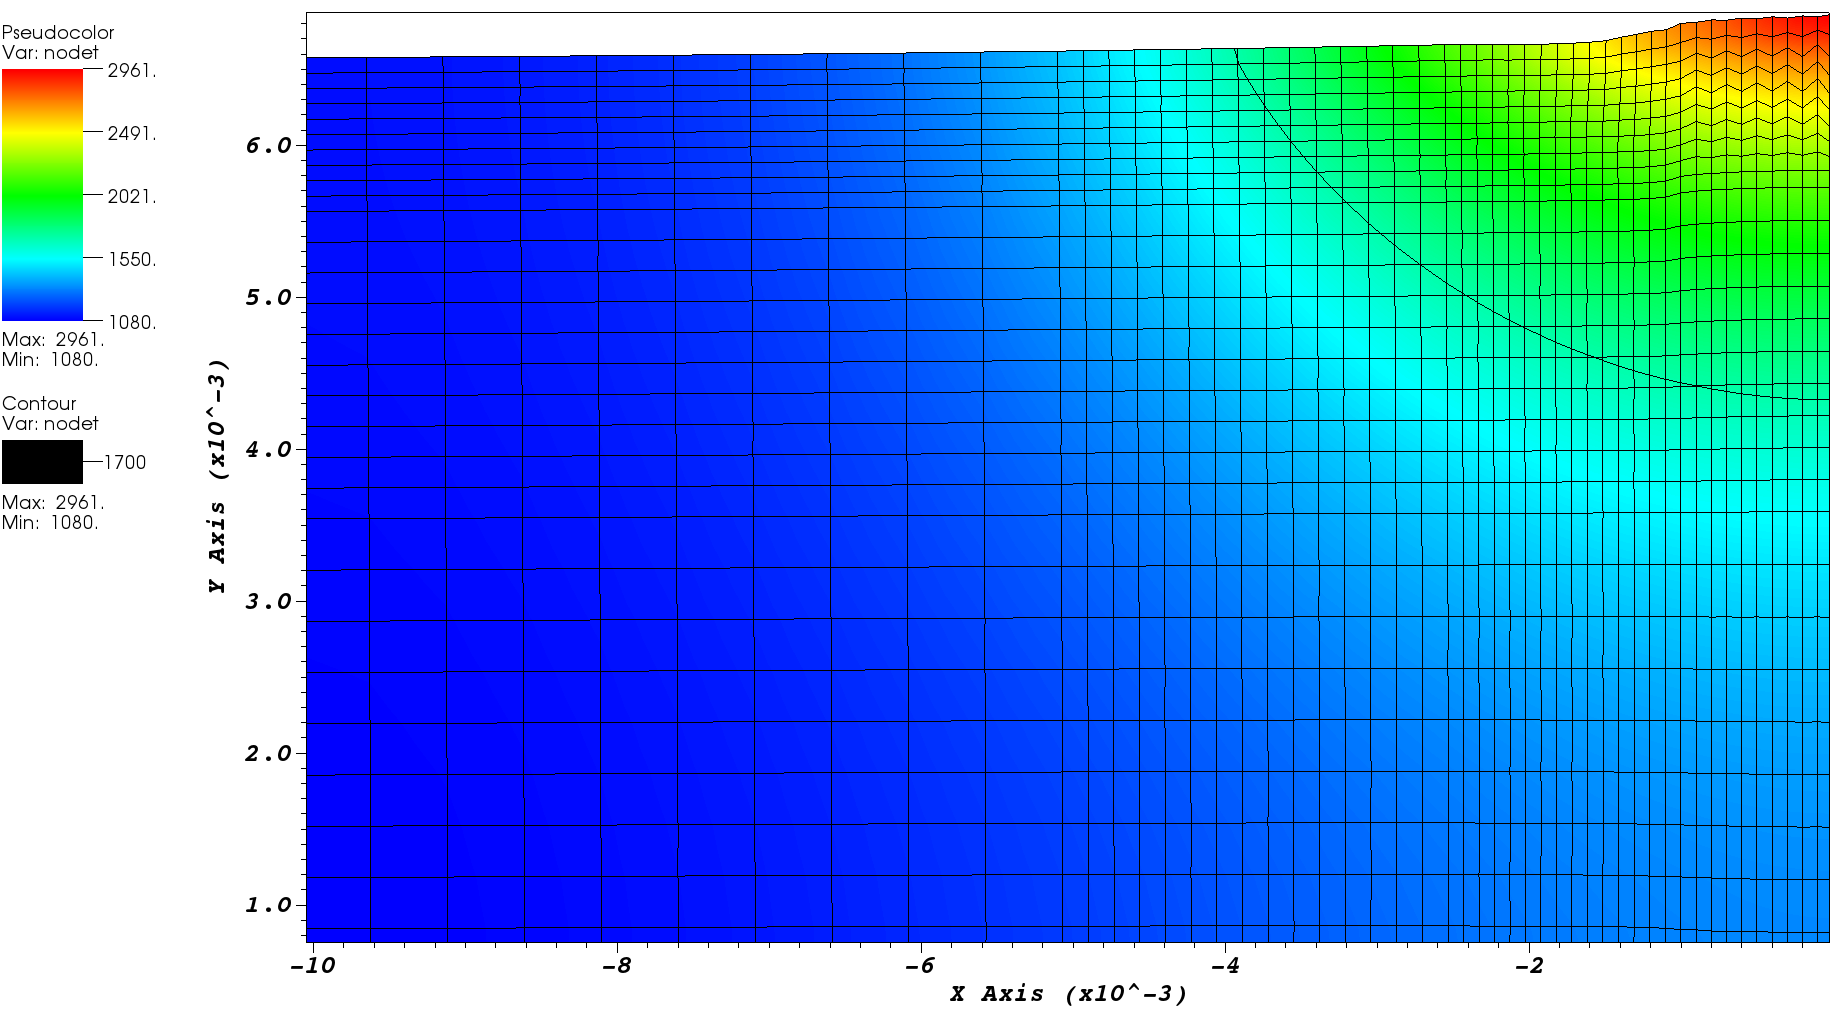 Pseudocolor
Var: nodet
2961.
2491.
2021.
1550.
1080.
Max: 2961.
Min: 1080.
Contour
Var: nodet
1700
Max: 2961.
Min: 1080.
Y Axis (x10^-3)
6.0
5.0
4.0
3.0
2.0
1.0
-10
-8
-6
-4
-2
X Axis (x10^-3)